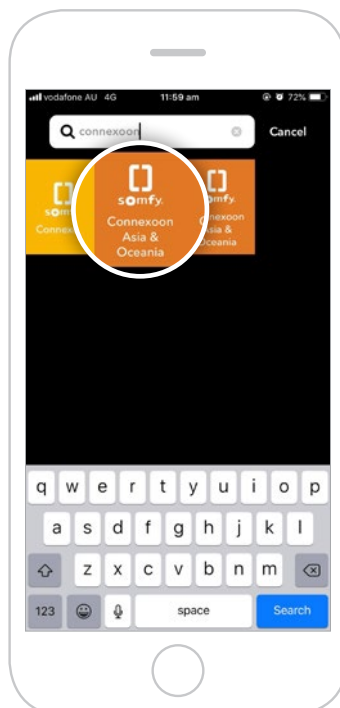 vodafone AU 4G 11:59 am 72%
connexoon Cancel
somfy.
Connexoon
Asia &
Oceania
q w e r t y u i o p
a s d f g h j k l
z x c v b n m
123 space Search